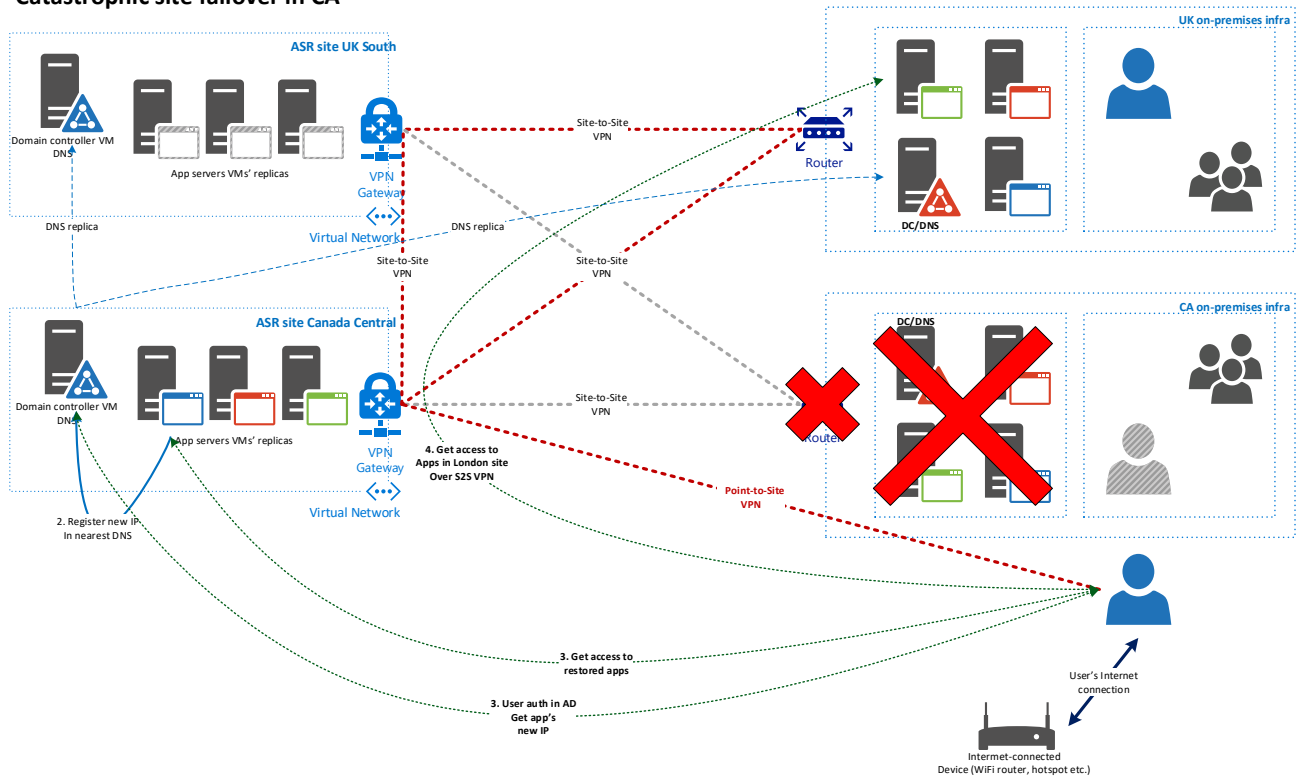 Catastrophic site failover in CA
ASR site UK South
Domain controller VM
DNS
App servers VMs' replicas
VPN
Gateway
Virtual Network
Site-to-Site
VPN
Router
UK on-premises infra
DC/DNS
DNS replica
DNS replica
Site-to-Site
VPN
Site-to-Site
VPN
ASR site Canada Central
Domain controller VM
DNS
App servers VMs' replicas
VPN
Gateway
Virtual Network
Site-to-Site
VPN
Router
CA on-premises infra
DC/DNS
4. Get access to
Apps in London site
Over S2S VPN
Point-to-Site
VPN
2. Register new IP
In nearest DNS
3. Get access to
restored apps
3. User auth in AD
Get app's
new IP
User's Internet
connection
Internet-connected
Device (WiFi router, hotspot etc.)